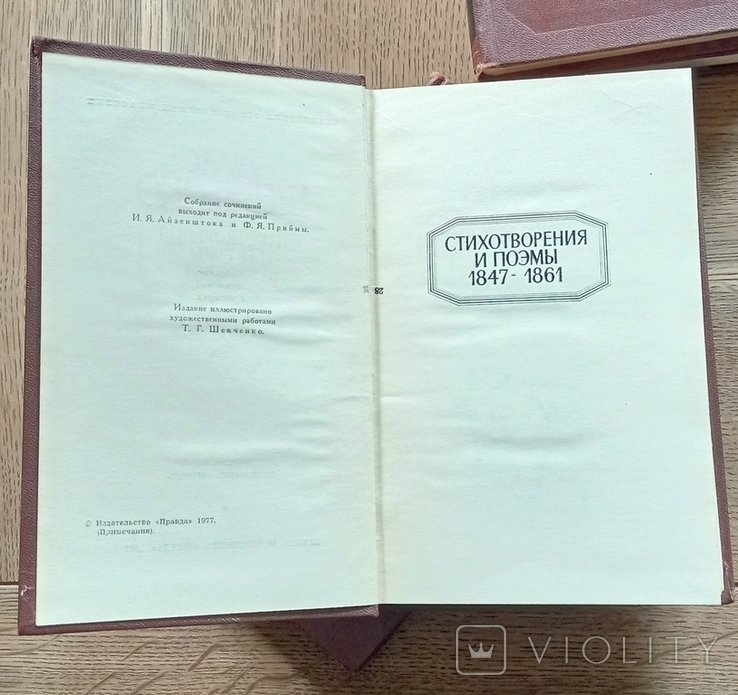 Собрание сочинений
выходит под редакцией
И. Я. Айзенштока и Ф. Я. Приймы.
Издание иллюстрировано
художественными работами
Т. Г. Шевченко.
© Издательство «Правда» 1977.
(Примечания).
СТИХОТВОРЕНИЯ
И ПОЭМЫ
1847- 1861
VIOLITY